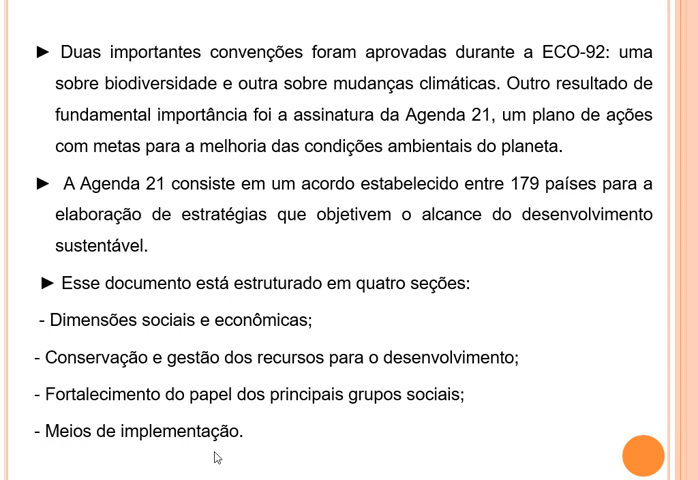 ► Duas importantes convenções foram aprovadas durante a ECO-92: uma
sobre biodiversidade e outra sobre mudanças climáticas. Outro resultado de
fundamental importância foi a assinatura da Agenda 21, um plano de ações
com metas para a melhoria das condições ambientais do planeta.
► A Agenda 21 consiste em um acordo estabelecido entre 179 países para a
elaboração de estratégias que objetivem o alcance do desenvolvimento
sustentável.
► Esse documento está estruturado em quatro seções:
- Dimensões sociais e econômicas;
- Conservação e gestão dos recursos para o desenvolvimento;
- Fortalecimento do papel dos principais grupos sociais;
- Meios de implementação.